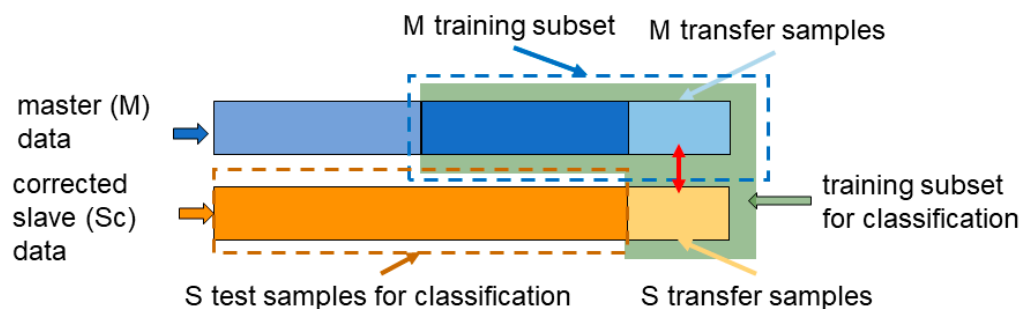 M training subset
M transfer samples
master (M)
data
corrected
slave (Sc)
data
training subset
for classification
S test samples for classification
S transfer samples